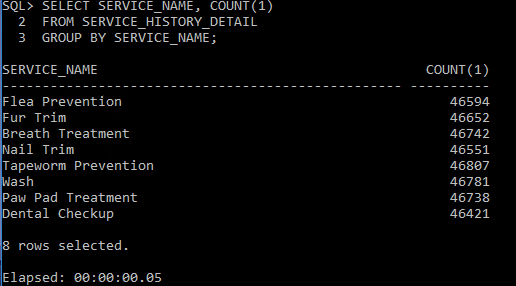 SQL> SELECT SERVICE_NAME, COUNT(1)
  2  FROM SERVICE_HISTORY_DETAIL
  3  GROUP BY SERVICE_NAME;

SERVICE_NAME                                         COUNT(1)
-------------------------------------------------- ----------
Flea Prevention                                         46594
Fur Trim                                                46652
Breath Treatment                                        46742
Nail Trim                                               46551
Tapeworm Prevention                                     46807
Wash                                                    46781
Paw Pad Treatment                                       46738
Dental Checkup                                          46421

8 rows selected.

Elapsed: 00:00:00.05